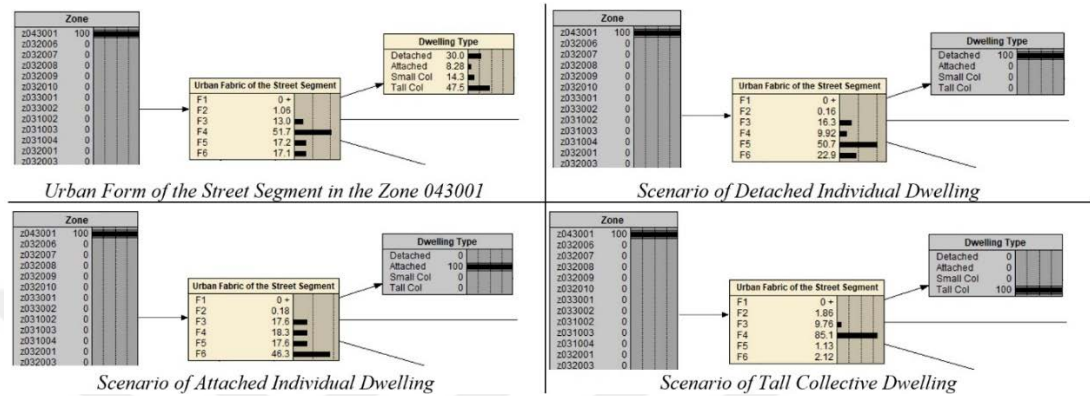 Zone
z043001 100
z032006 0
z032007 0
z032008 0
z032009 0
z032010 0
z033001 0
z033002 0
z031002 0
z031003 0
z031004 0
z032001 0
z032003 0
Urban Fabric of the Street Segment
F1 0 +
F2 1.06
F3 13.0
F4 51.7
F5 17.2
F6 17.1
Dwelling Type
Detached 30.0
Attached 8.28
Small Col 14.3
Tall Col 47.5
Urban Form of the Street Segment in the Zone 043001
Zone
z043001 100
z032006 0
z032007 0
z032008 0
z032009 0
z032010 0
z033001 0
z033002 0
z031002 0
z031003 0
z031004 0
z032001 0
z032003 0
Urban Fabric of the Street Segment
F1 0 +
F2 0.16
F3 16.3
F4 9.92
F5 50.7
F6 22.9
Dwelling Type
Detached 100
Attached 0
Small Col 0
Tall Col 0
Scenario of Detached Individual Dwelling
Zone
z043001 100
z032006 0
z032007 0
z032008 0
z032009 0
z032010 0
z033001 0
z033002 0
z031002 0
z031003 0
z031004 0
z032001 0
z032003 0
Urban Fabric of the Street Segment
F1 0 +
F2 0.18
F3 17.6
F4 18.3
F5 17.6
F6 46.3
Dwelling Type
Detached 0
Attached 100
Small Col 0
Tall Col 0
Scenario of Attached Individual Dwelling
Zone
z043001 100
z032006 0
z032007 0
z032008 0
z032009 0
z032010 0
z033001 0
z033002 0
z031002 0
z031003 0
z031004 0
z032001 0
z032003 0
Urban Fabric of the Street Segment
F1 0 +
F2 1.86
F3 9.76
F4 85.1
F5 1.13
F6 2.12
Dwelling Type
Detached 0
Attached 0
Small Col 0
Tall Col 100
Scenario of Tall Collective Dwelling